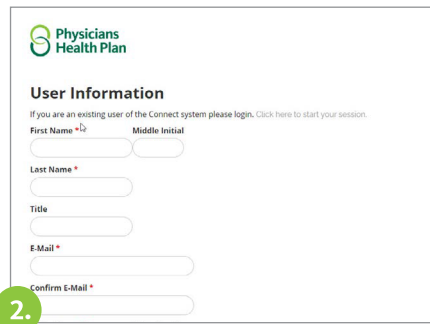 Physicians
Health Plan
User Information
If you are an existing user of the Connect system please login. Click here to start your session.
First Name * Middle Initial
Last Name *
Title
E-Mail *
Confirm E-Mail *
2.